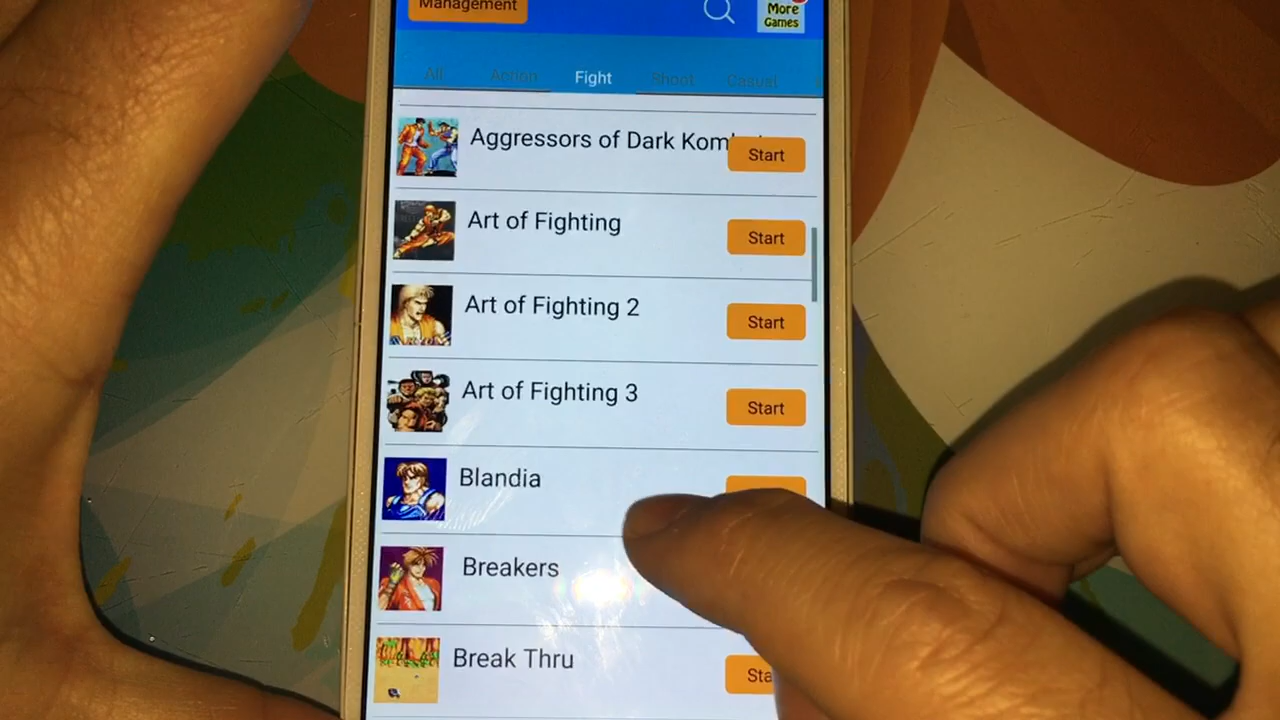 Management
More
Games
All Action Fight Shoot Casual
Aggressors of Dark Kom
Start
Art of Fighting
Start
Art of Fighting 2
Start
Art of Fighting 3
Start
Blandia
Breakers
Break Thru
Sta